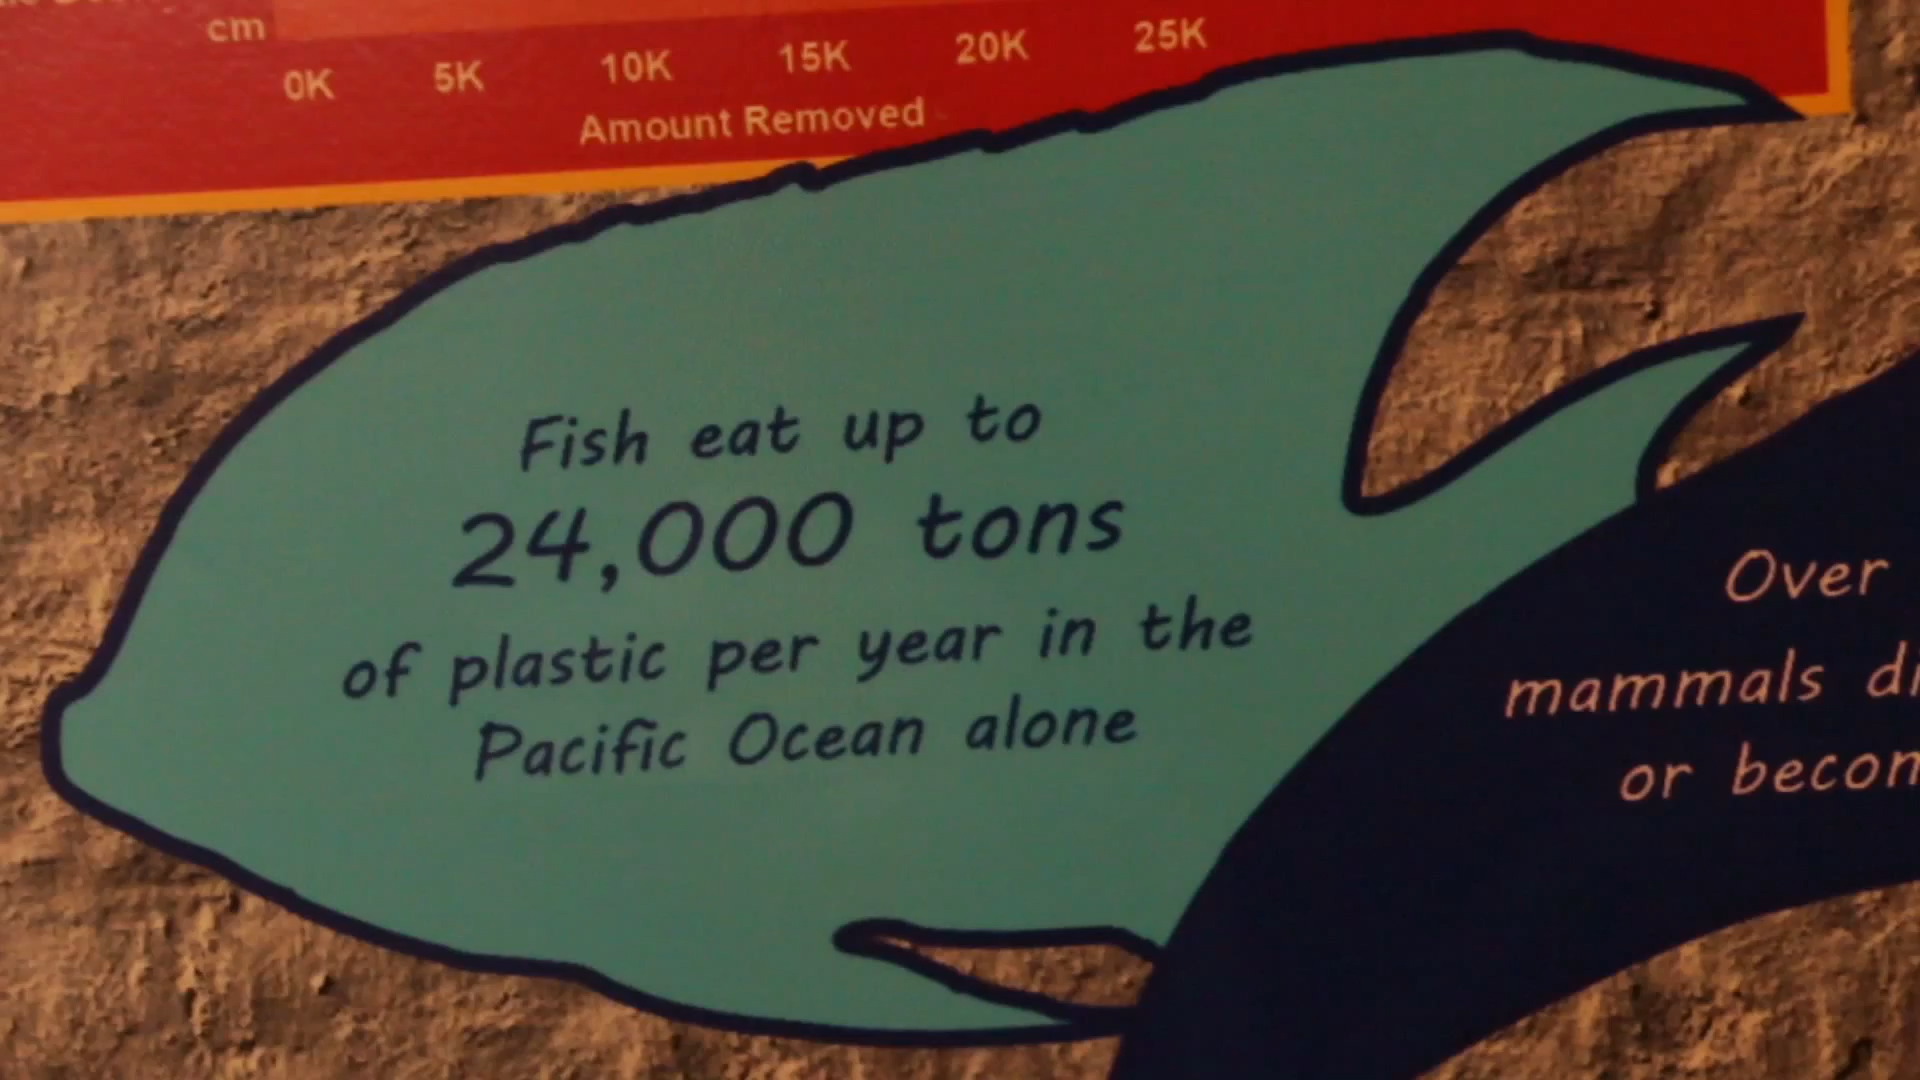 cm
0K 5K 10K 15K 20K 25K
Amount Removed
Fish eat up to
24,000 tons
of plastic per year in the
Pacific Ocean alone
Over
mammals
or